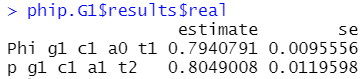 > phip.G1$results$real
estimate se
Phi g1 c1 a0 t1 0.7940791 0.0095556
p g1 c1 a1 t2 0.8049008 0.0119598